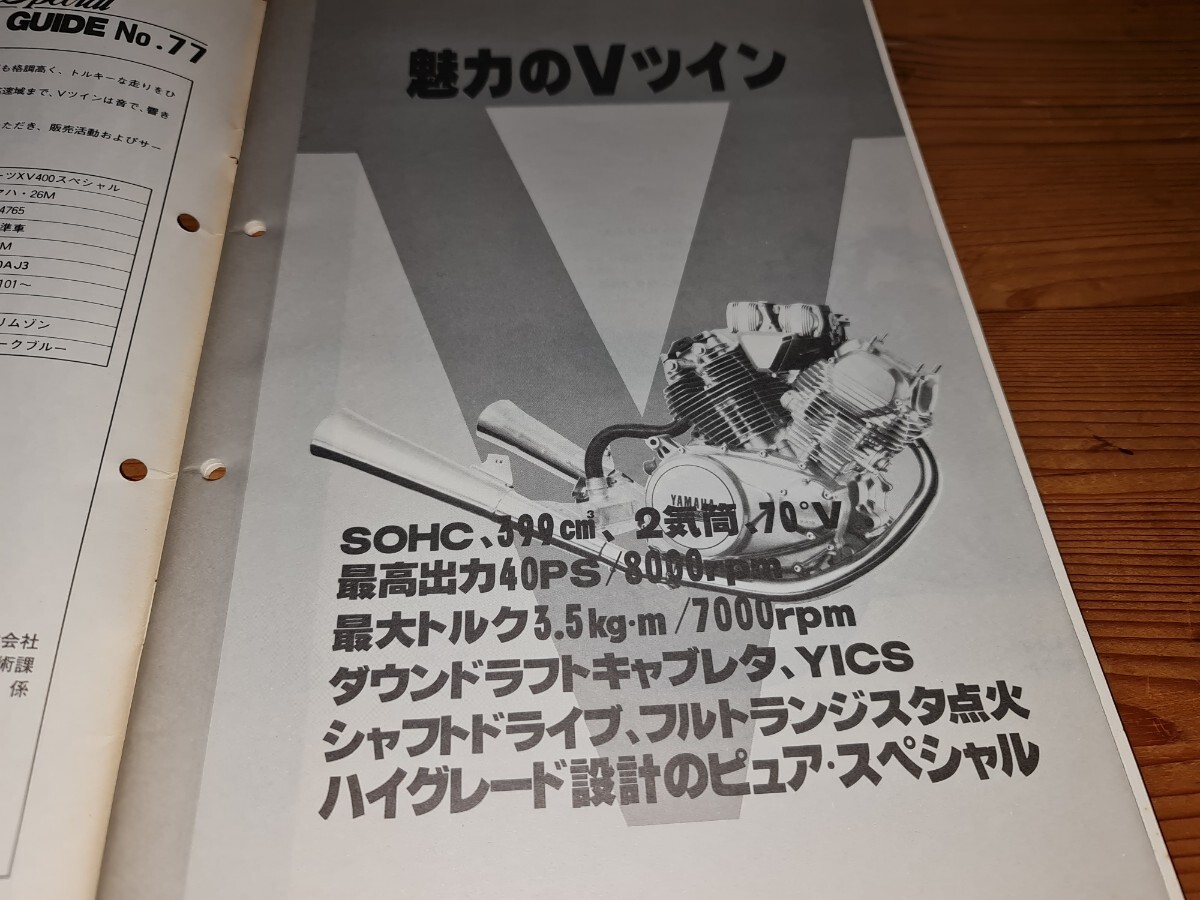 Special
GUIDE No.77
も格調高く、トルキーな走りをひ
速域まで、Vツインは音で、響き
ただき、販売活動およびサー
ーツXV400スペシャル
マハ・26M
4765
準車
M
0AJ3
101〜
リムゾン
ークブルー
会社
術課
係
魅力のVツイン
YAMAHA
SOHC、399cm³、2気筒、70°V
最高出力40PS/8000rpm
最大トルク3.5kg·m/7000rpm
ダウンドラフトキャブレタ、YICS
シャフトドライブ、フルトランジスタ点火
ハイグレード設計のピュア・スペシャル